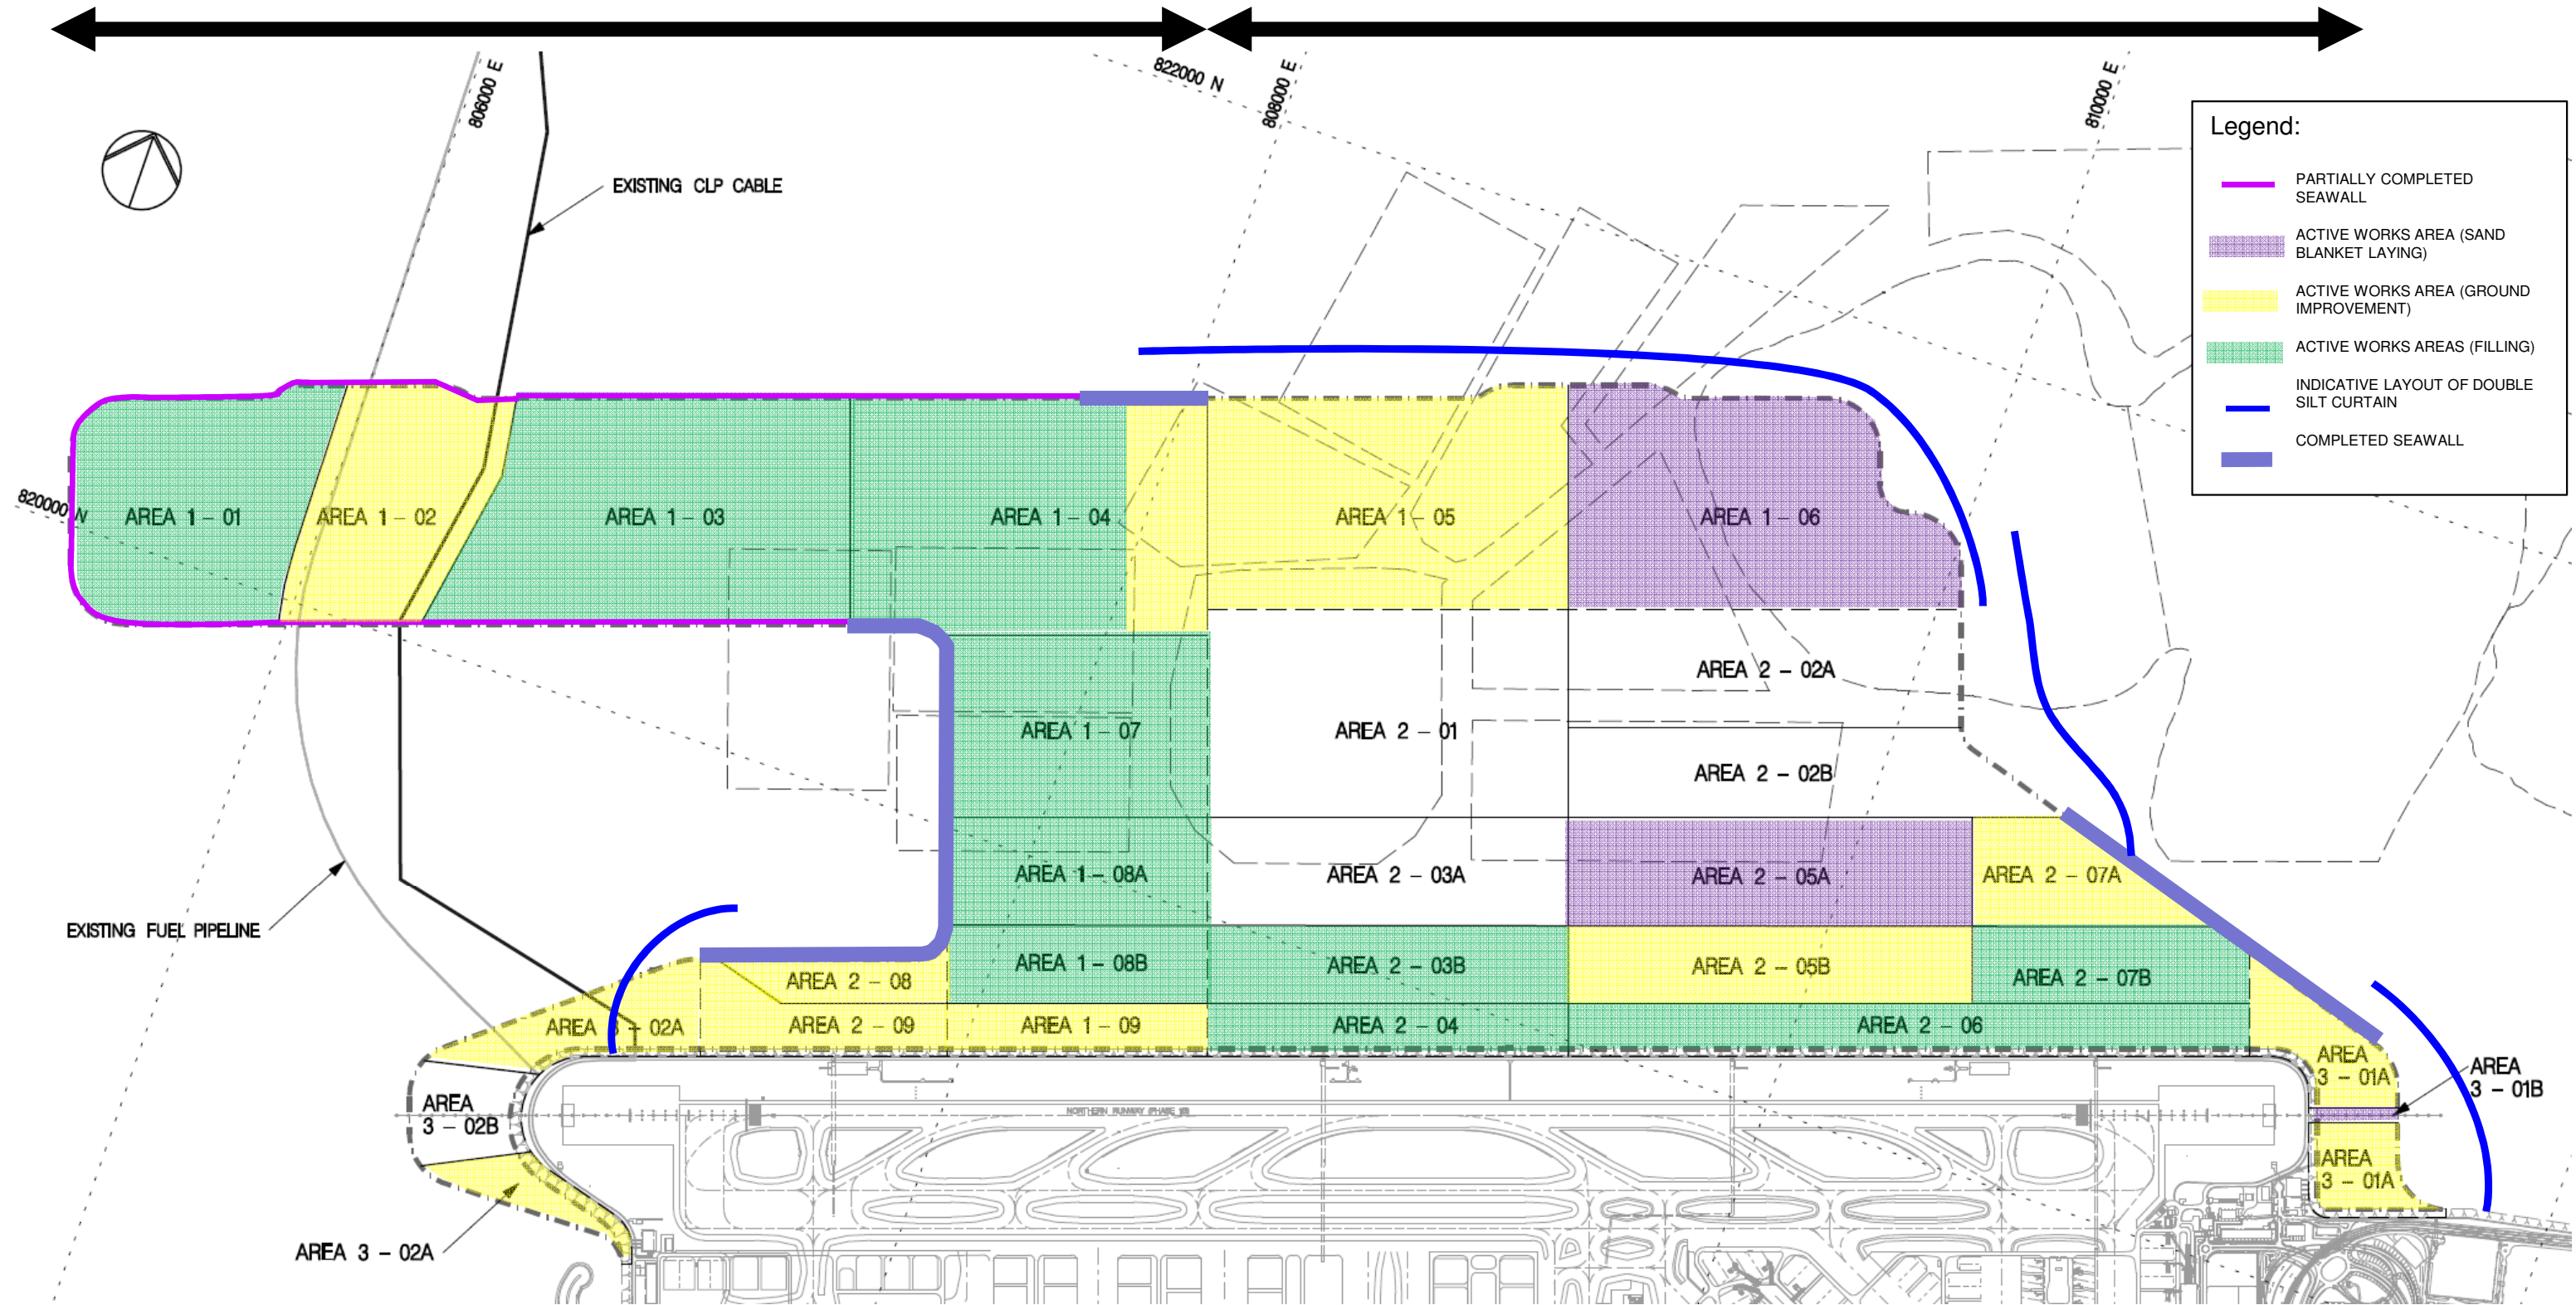 822000 N
806000 E
808000 E
810000 E
Legend:
PARTIALLY COMPLETED
SEAWALL
ACTIVE WORKS AREA (SAND
BLANKET LAYING)
ACTIVE WORKS AREA (GROUND
IMPROVEMENT)
ACTIVE WORKS AREAS (FILLING)
INDICATIVE LAYOUT OF DOUBLE
SILT CURTAIN
COMPLETED SEAWALL
EXISTING CLP CABLE
820000 N
AREA 1 - 01
AREA 1 - 02
AREA 1 - 03
AREA 1 - 04
AREA 1 - 05
AREA 1 - 06
AREA 2 - 02A
AREA 1 - 07
AREA 2 - 01
AREA 2 - 02B
AREA 1 - 08A
AREA 2 - 03A
AREA 2 - 05A
AREA 2 - 07A
EXISTING FUEL PIPELINE
AREA 2 - 08
AREA 1 - 08B
AREA 2 - 03B
AREA 2 - 05B
AREA 2 - 07B
AREA 3 - 02A
AREA 2 - 09
AREA 1 - 09
AREA 2 - 04
AREA 2 - 06
AREA
3 - 01A
AREA
3 - 01B
AREA
3 - 02B
NORTHERN RUNWAY (PHASE 1B)
AREA
3 - 01A
AREA 3 - 02A